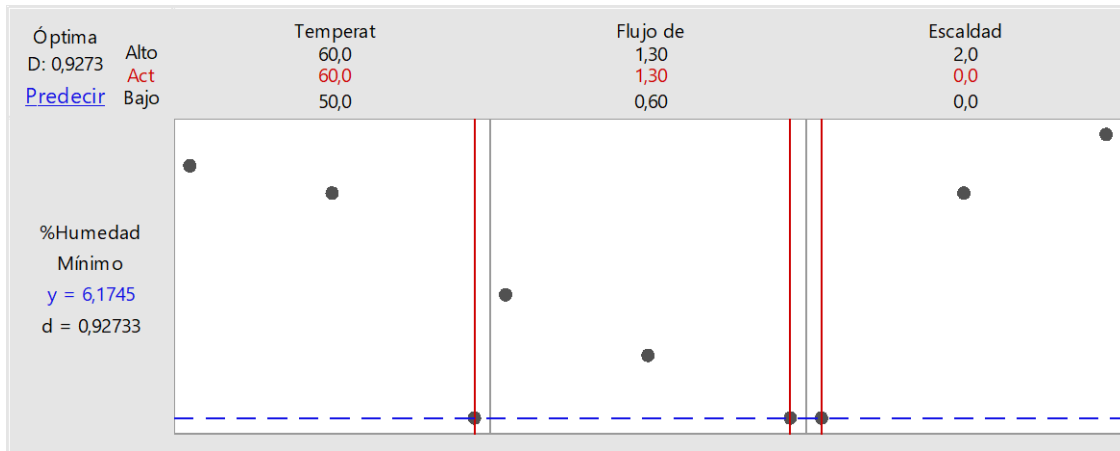 Óptima
D: 0,9273
Predecir
Alto
Act
Bajo
Temperat
60,0
60,0
50,0
Flujo de
1,30
1,30
0,60
Escaldad
2,0
0,0
0,0
%Humedad
Mínimo
y = 6,1745
d = 0,92733